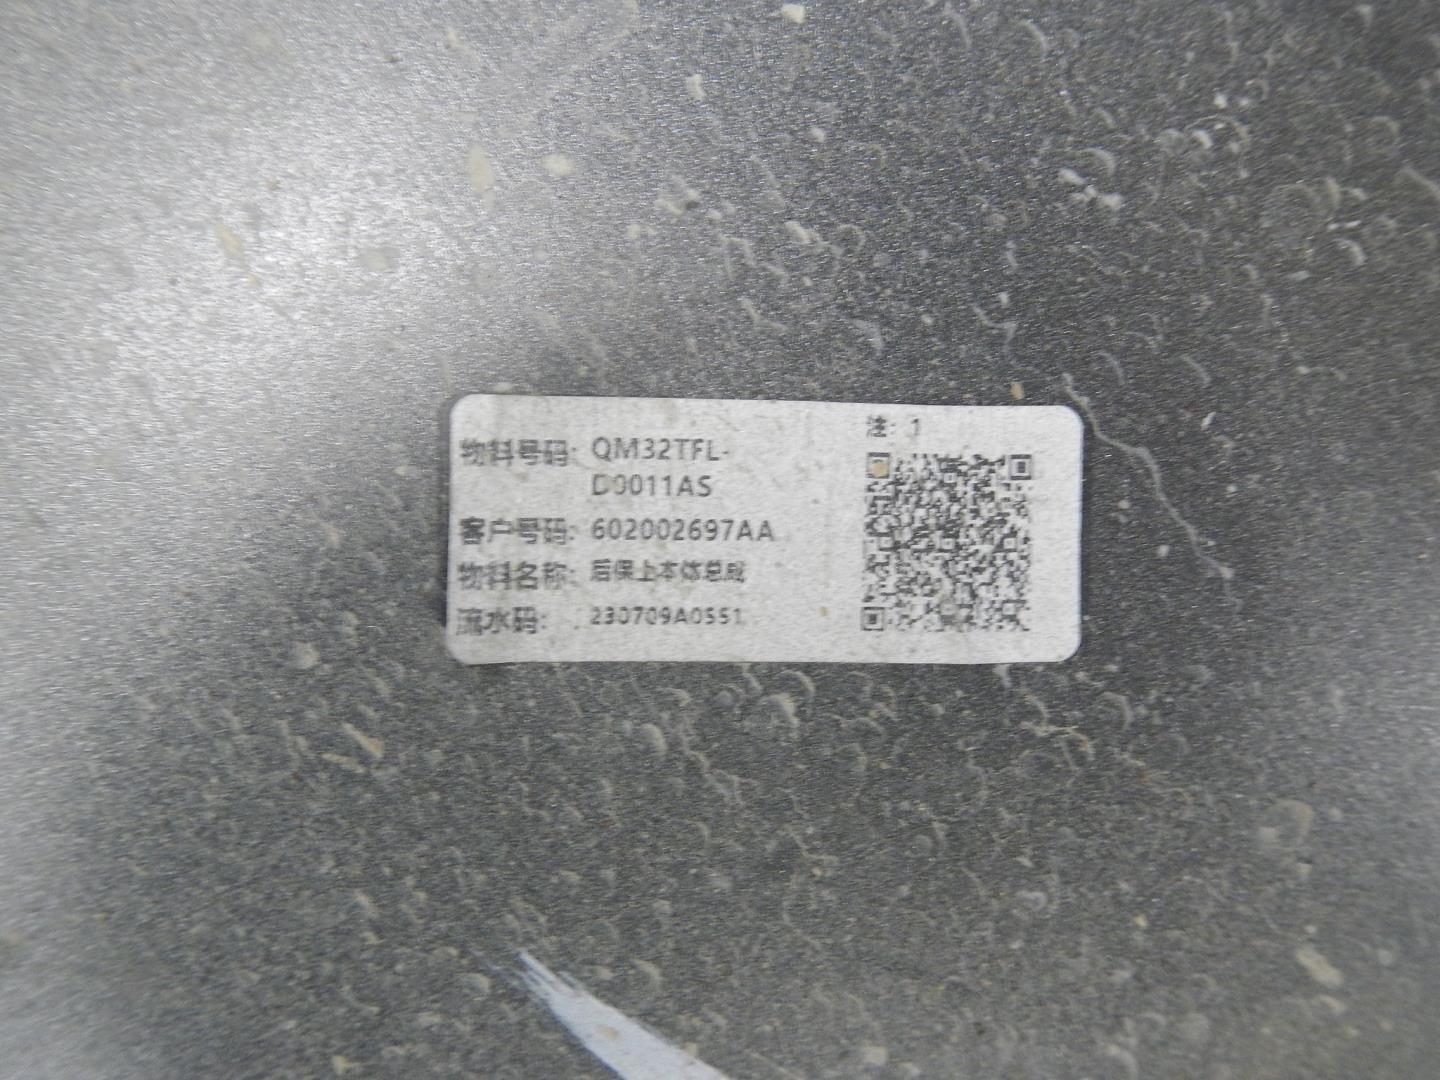 物料号码: QM32TFL-
D0011AS
客户号码: 602002697AA
物料名称: 后保上本体总成
流水码: 230709A0551
注: 1